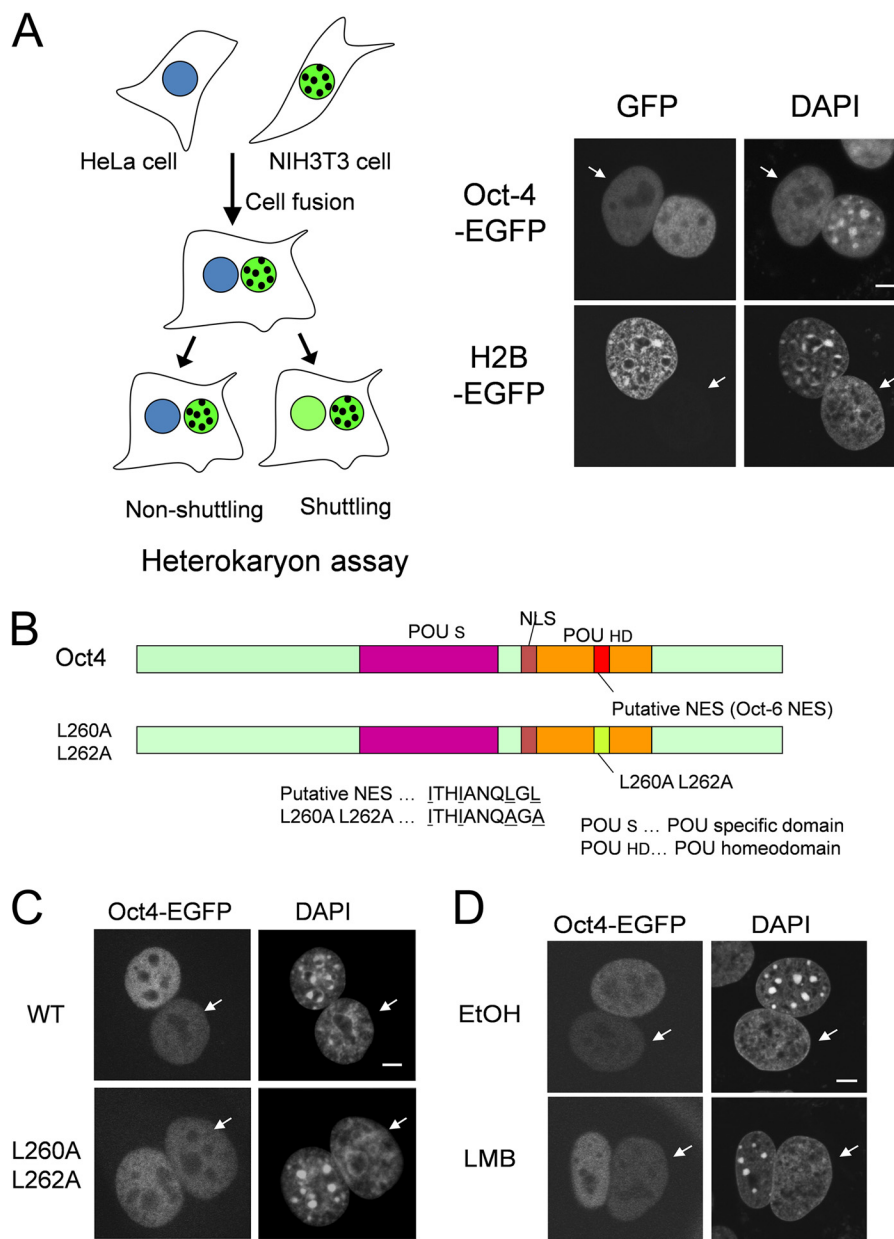 A
HeLa cell
NIH3T3 cell
Cell fusion
Non-shuttling
Shuttling
Heterokaryon assay
GFP
DAPI
Oct-4
-EGFP
H2B
-EGFP
B
POU S
NLS
POU HD
Oct4
Putative NES (Oct-6 NES)
L260A
L262A
L260A L262A
Putative NES … ITHIANQLGL
L260A L262A … ITHIANQAGA
POU S … POU specific domain
POU HD… POU homeodomain
C
Oct4-EGFP
DAPI
WT
L260A
L262A
D
Oct4-EGFP
DAPI
EtOH
LMB